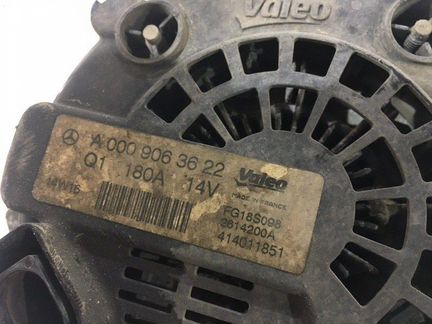 Valeo
A 000 906 36 22 Valeo
Q1 180A 14V MADE IN FRANCE
FG18S098
2614200A
414011851